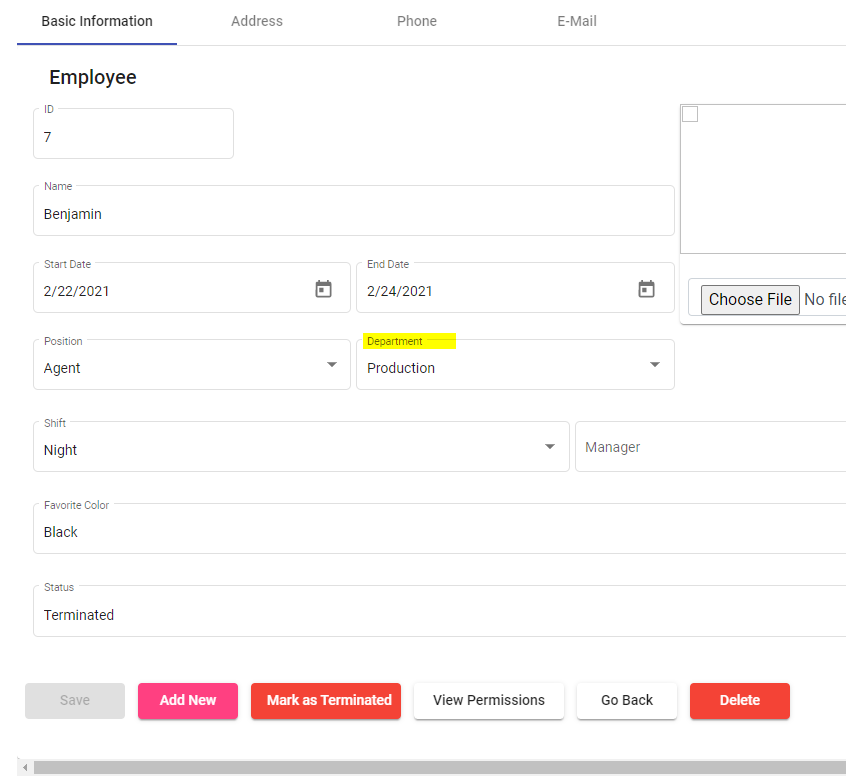 Basic Information Address Phone E-Mail
Employee
ID
7
Name
Benjamin
Start Date End Date
2/22/2021 2/24/2021
Choose File No file
Position Department
Agent Production
Shift
Night Manager
Favorite Color
Black
Status
Terminated
Save Add New Mark as Terminated View Permissions Go Back Delete